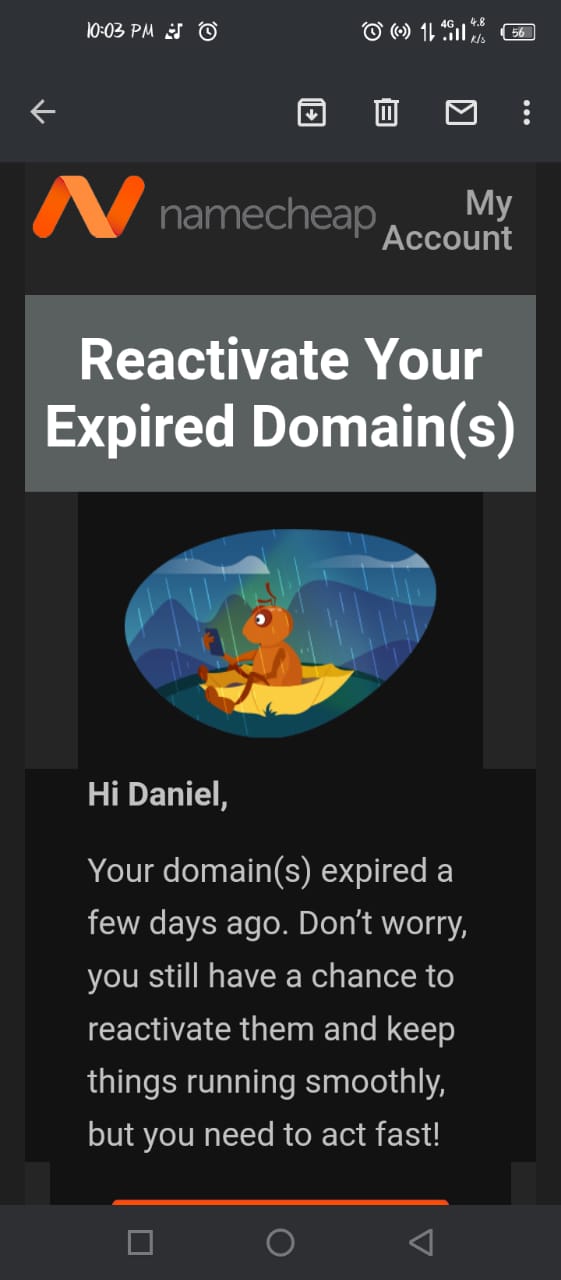 10:03 PM
4G 4.8 K/s 56
namecheap
My
Account
Reactivate Your
Expired Domain(s)
Hi Daniel,
Your domain(s) expired a
few days ago. Don’t worry,
you still have a chance to
reactivate them and keep
things running smoothly,
but you need to act fast!